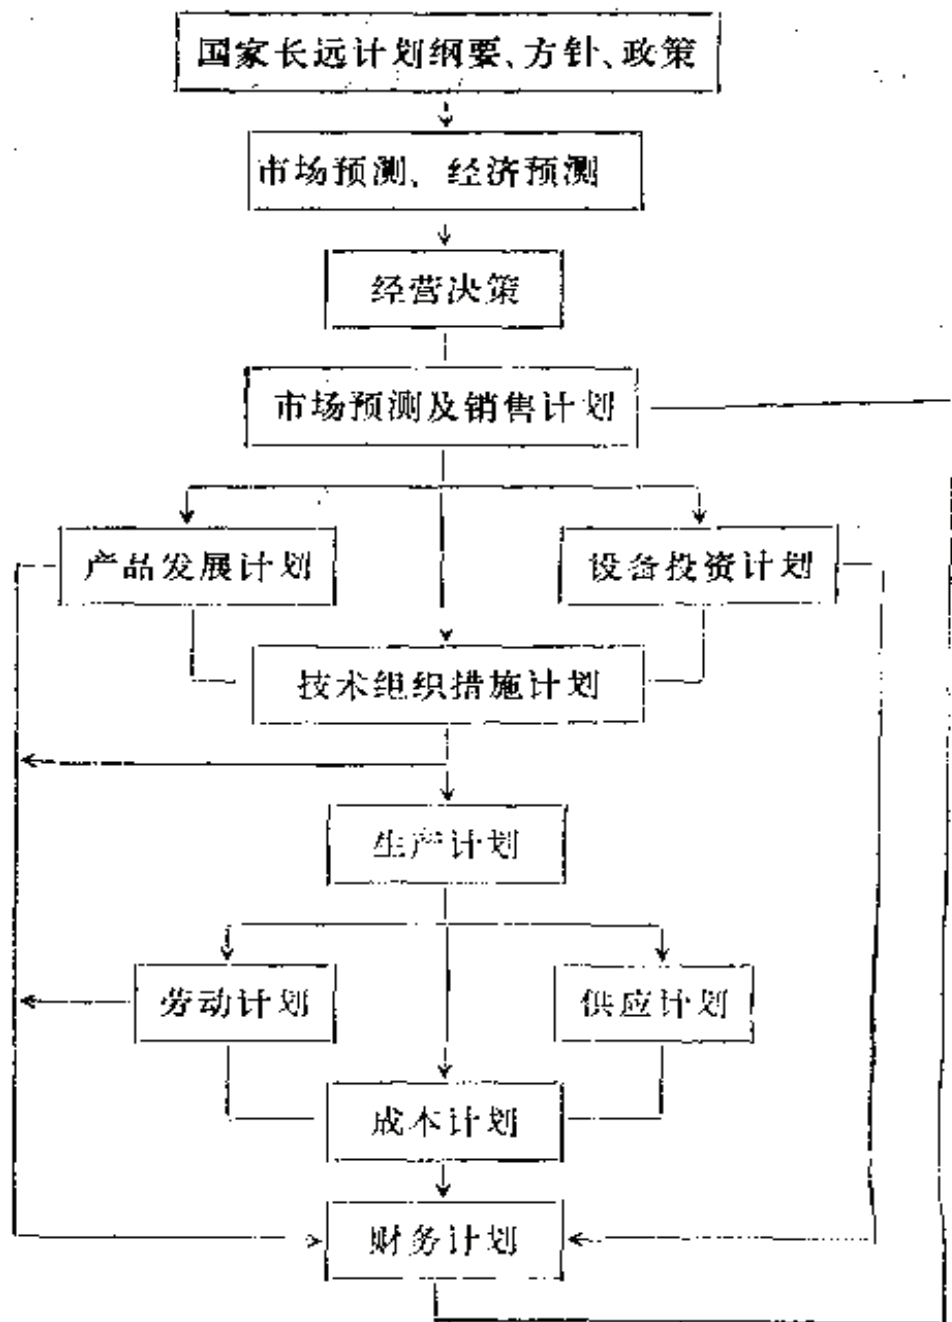 国家长远计划纲要、方针、政策
市场预测、经济预测
经营决策
市场预测及销售计划
产品发展计划
设备投资计划
技术组织措施计划
生产计划
劳动计划
供应计划
成本计划
财务计划